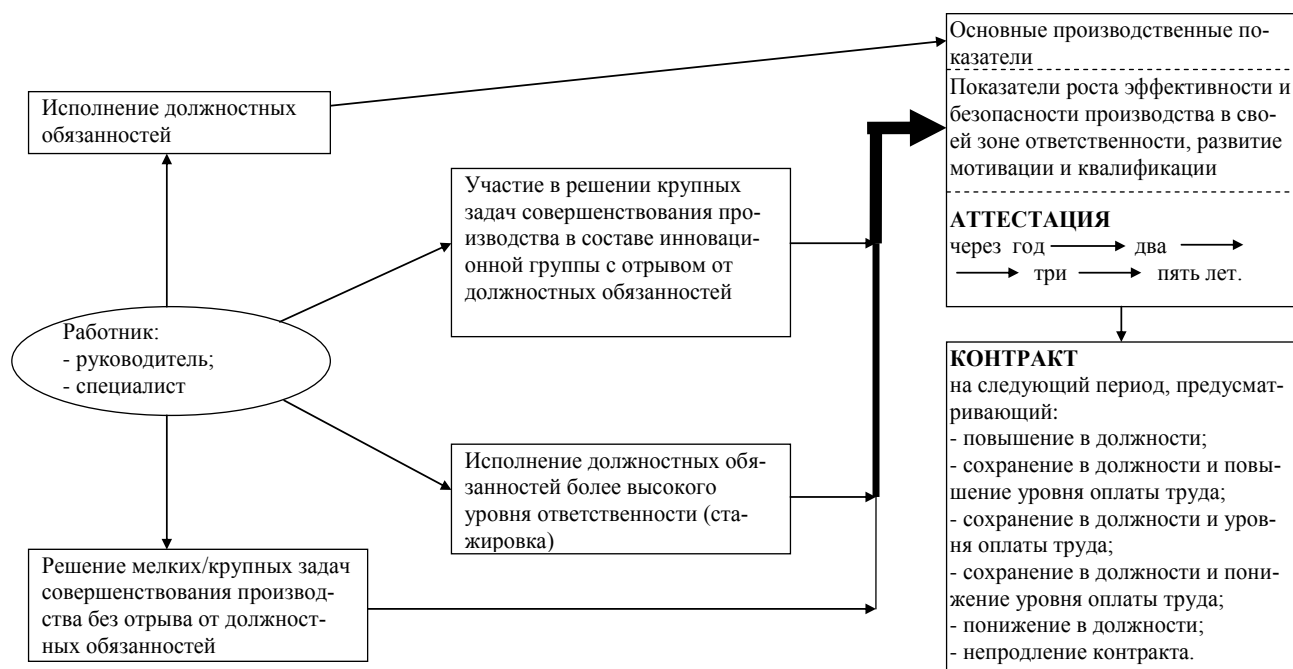 Исполнение должностных
обязанностей
Работник:
- руководитель;
- специалист
Решение мелких/крупных задач
совершенствования производ-
ства без отрыва от должност-
ных обязанностей
Участие в решении крупных
задач совершенствования про-
изводства в составе инноваци-
онной группы с отрывом от
должностных обязанностей
Исполнение должностных обя-
занностей более высокого
уровня ответственности (ста-
жировка)
Основные производственные по-
казатели
Показатели роста эффективности и
безопасности производства в сво-
ей зоне ответственности, развитие
мотивации и квалификации
АТТЕСТАЦИЯ
через год два
три пять лет.
КОНТРАКТ
на следующий период, предусмат-
ривающий:
- повышение в должности;
- сохранение в должности и повы-
шение уровня оплаты труда;
- сохранение в должности и уров-
ня оплаты труда;
- сохранение в должности и пони-
жение уровня оплаты труда;
- понижение в должности;
- непродление контракта.